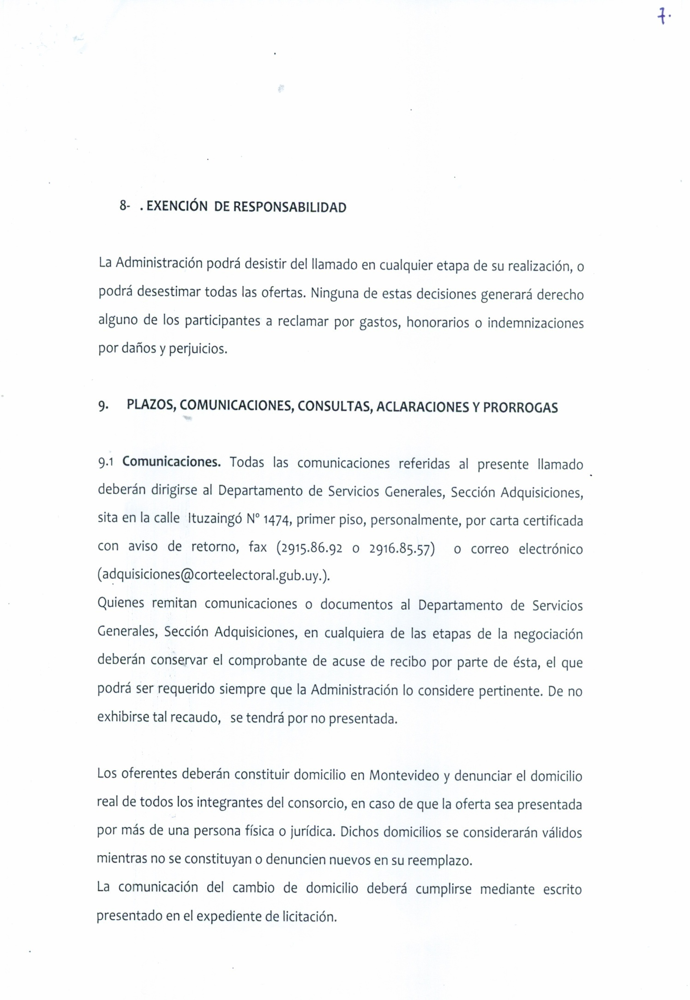 7.
8- . EXENCIÓN DE RESPONSABILIDAD
La Administración podrá desistir del llamado en cualquier etapa de su realización, o
podrá desestimar todas las ofertas. Ninguna de estas decisiones generará derecho
alguno de los participantes a reclamar por gastos, honorarios o indemnizaciones
por daños y perjuicios.
9. PLAZOS, COMUNICACIONES, CONSULTAS, ACLARACIONES Y PRORROGAS
9.1 Comunicaciones. Todas las comunicaciones referidas al presente llamado
deberán dirigirse al Departamento de Servicios Generales, Sección Adquisiciones,
sita en la calle Ituzaingó Nº 1474, primer piso, personalmente, por carta certificada
con aviso de retorno, fax (2915.86.92 o 2916.85.57) o correo electrónico
(adquisiciones@corteelectoral.gub.uy.).
Quienes remitan comunicaciones o documentos al Departamento de Servicios
Generales, Sección Adquisiciones, en cualquiera de las etapas de la negociación
deberán conservar el comprobante de acuse de recibo por parte de ésta, el que
podrá ser requerido siempre que la Administración lo considere pertinente. De no
exhibirse tal recaudo, se tendrá por no presentada.
Los oferentes deberán constituir domicilio en Montevideo y denunciar el domicilio
real de todos los integrantes del consorcio, en caso de que la oferta sea presentada
por más de una persona física o jurídica. Dichos domicilios se considerarán válidos
mientras no se constituyan o denuncien nuevos en su reemplazo.
La comunicación del cambio de domicilio deberá cumplirse mediante escrito
presentado en el expediente de licitación.